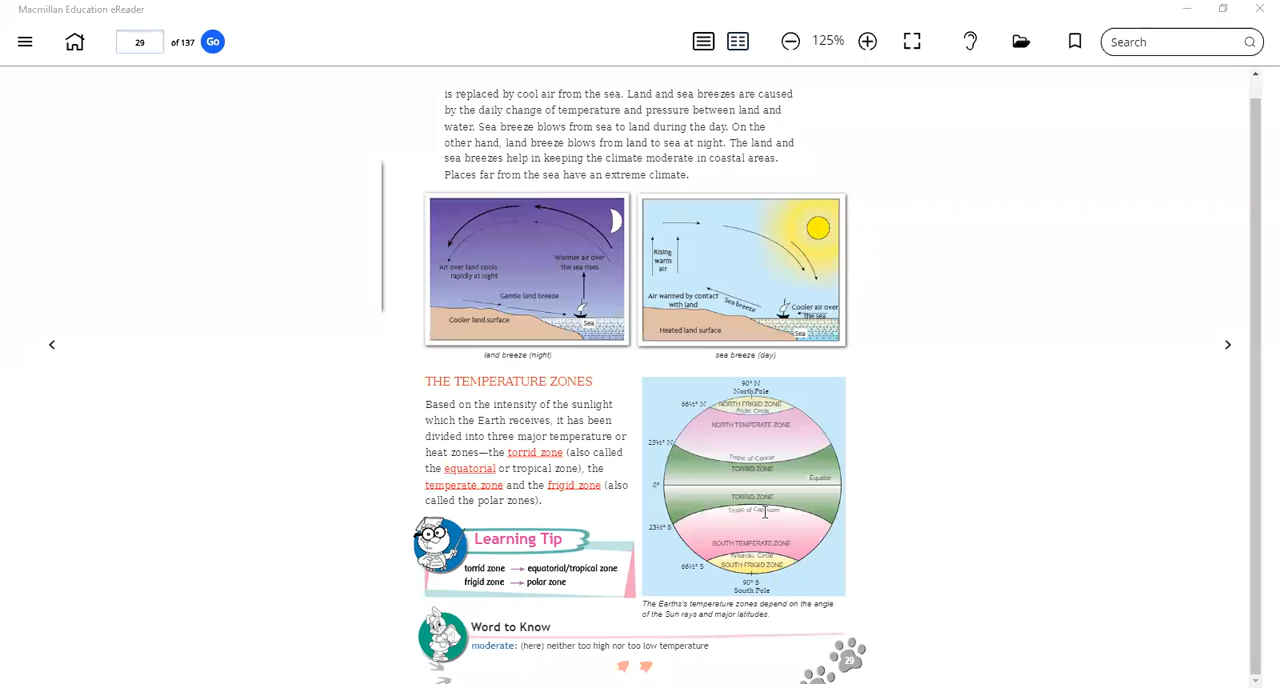 Macmillan Education eReader
29 of 137 Go
125%
Search
is replaced by cool air from the sea. Land and sea breezes are caused
by the daily change of temperature and pressure between land and
water. Sea breeze blows from sea to land during the day. On the
other hand, land breeze blows from land to sea at night. The land and
sea breezes help in keeping the climate moderate in coastal areas.
Places far from the sea have an extreme climate.
Air over land cools
rapidly at night
Warmer air over
the sea rises
Gentle land breeze
Cooler land surface
Sea
land breeze (night)
Rising
warm
air
Air warmed by contact
with land
Sea breeze
Cooler air over
the sea
Heated land surface
Sea
sea breeze (day)
THE TEMPERATURE ZONES
Based on the intensity of the sunlight
which the Earth receives, it has been
divided into three major temperature or
heat zones—the torrid zone (also called
the equatorial or tropical zone), the
temperate zone and the frigid zone (also
called the polar zones).
Learning Tip
torrid zone → equatorial/tropical zone
frigid zone → polar zone
90° N
North Pole
66½° N
NORTH FRIGID ZONE
Arctic Circle
NORTH TEMPERATE ZONE
23½° N
Tropic of Cancer
TORRID ZONE
Equator
0°
TORRID ZONE
Tropic of Capricorn
23½° S
SOUTH TEMPERATE ZONE
Antarctic Circle
66½° S
SOUTH FRIGID ZONE
90° S
South Pole
The Earths's temperature zones depend on the angle
of the Sun rays and major latitudes.
Word to Know
moderate: (here) neither too high nor too low temperature
29